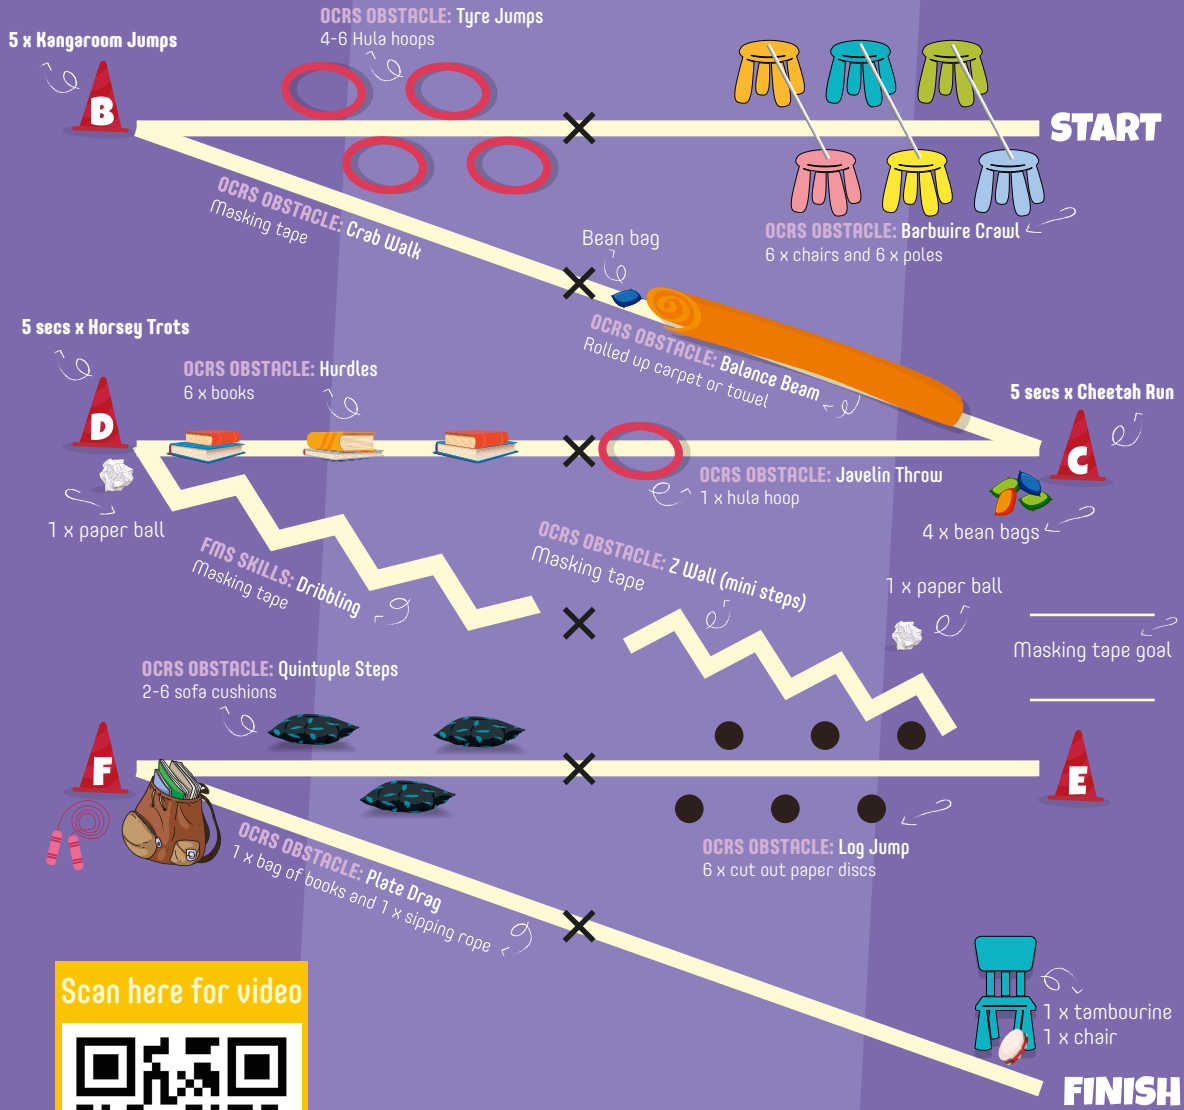 OCRS OBSTACLE: Tyre Jumps
4-6 Hula hoops
5 x Kangaroom Jumps
B
START
OCRS OBSTACLE: Barbwire Crawl
6 x chairs and 6 x poles
OCRS OBSTACLE: Crab Walk
Masking tape
Bean bag
OCRS OBSTACLE: Balance Beam
Rolled up carpet or towel
5 secs x Horsey Trots
OCRS OBSTACLE: Hurdles
6 x books
5 secs x Cheetah Run
D
C
OCRS OBSTACLE: Javelin Throw
1 x hula hoop
4 x bean bags
1 x paper ball
FMS SKILLS: Dribbling
Masking tape
OCRS OBSTACLE: Z Wall (mini steps)
Masking tape
1 x paper ball
Masking tape goal
OCRS OBSTACLE: Quintuple Steps
2-6 sofa cushions
F
E
OCRS OBSTACLE: Log Jump
6 x cut out paper discs
OCRS OBSTACLE: Plate Drag
1 x bag of books and 1 x sipping rope
Scan here for video
1 x tambourine
1 x chair
FINISH